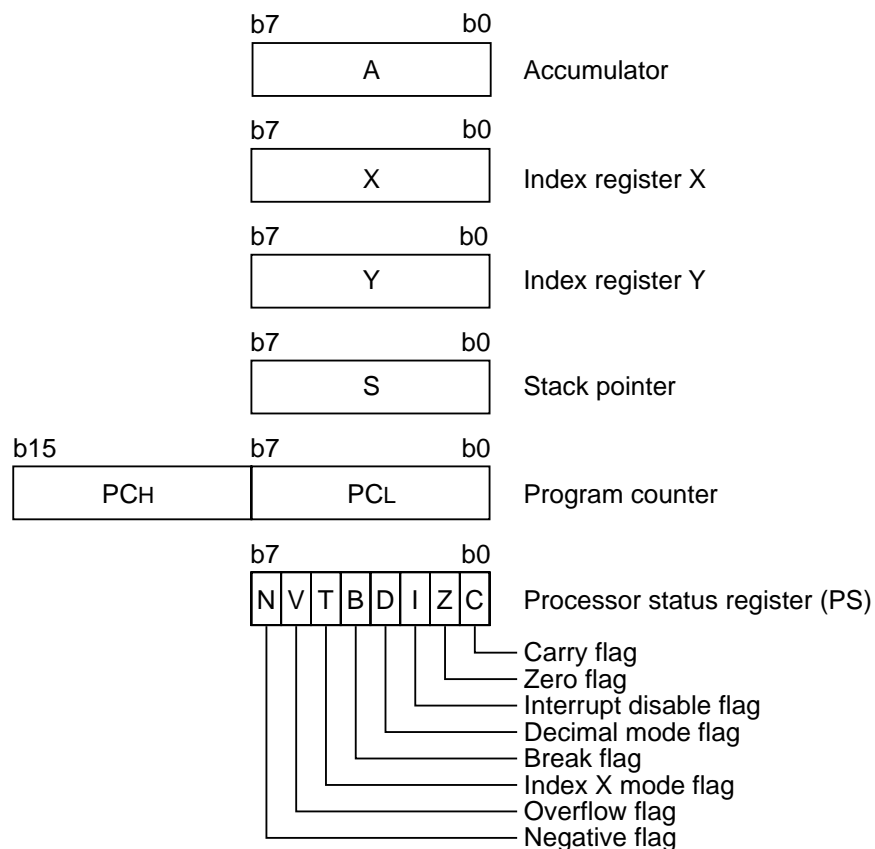 b7 b0
A Accumulator
b7 b0
X Index register X
b7 b0
Y Index register Y
b7 b0
S Stack pointer
b15 b7 b0
PCH PCL Program counter
b7 b0
N V T B D I Z C Processor status register (PS)
Carry flag
Zero flag
Interrupt disable flag
Decimal mode flag
Break flag
Index X mode flag
Overflow flag
Negative flag